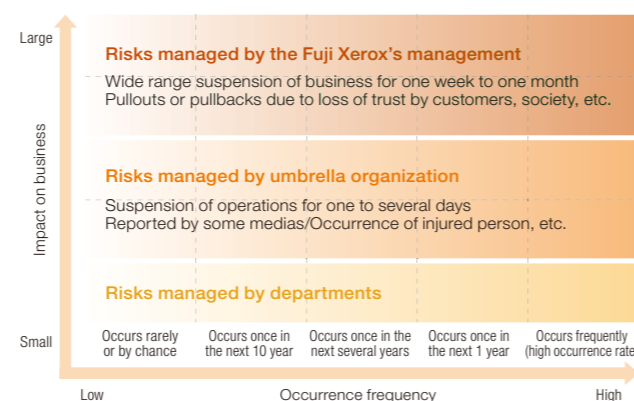 Large
Risks managed by the Fuji Xerox's management
Wide range suspension of business for one week to one month
Pullouts or pullbacks due to loss of trust by customers, society, etc.
Impact on business
Risks managed by umbrella organization
Suspension of operations for one to several days
Reported by some medias/Occurrence of injured person, etc.
Risks managed by departments
Small
Occurs rarely
or by chance
Occurs once in
the next 10 year
Occurs once in the
next several years
Occurs once in
the next 1 year
Occurs frequently
(high occurrence rate
Low
Occurrence frequency
High